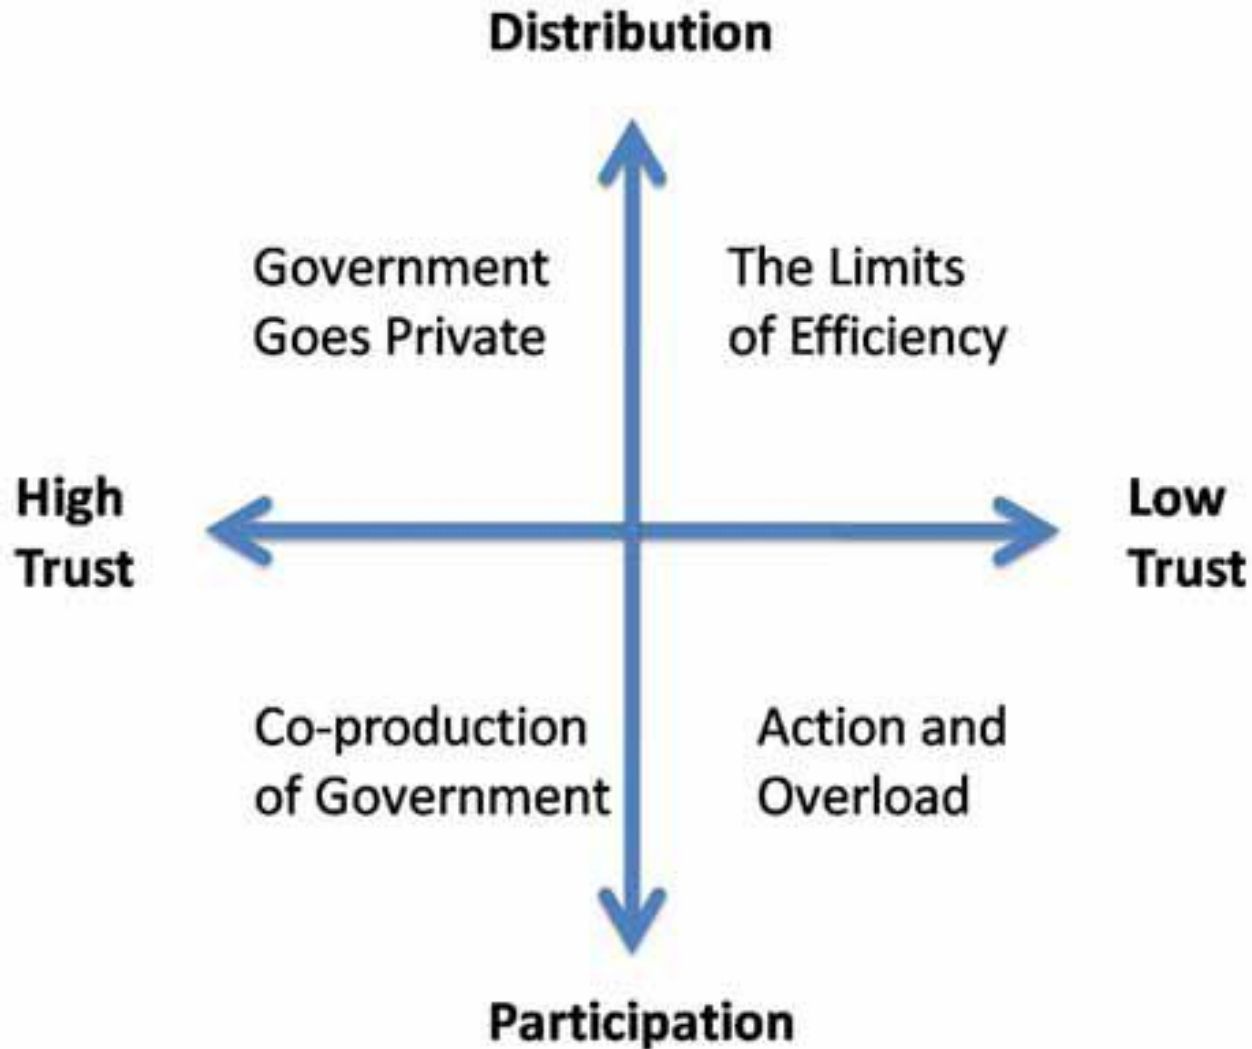 Distribution
Government
Goes Private
The Limits
of Efficiency
High
Trust
Low
Trust
Co-production
of Government
Action and
Overload
Participation